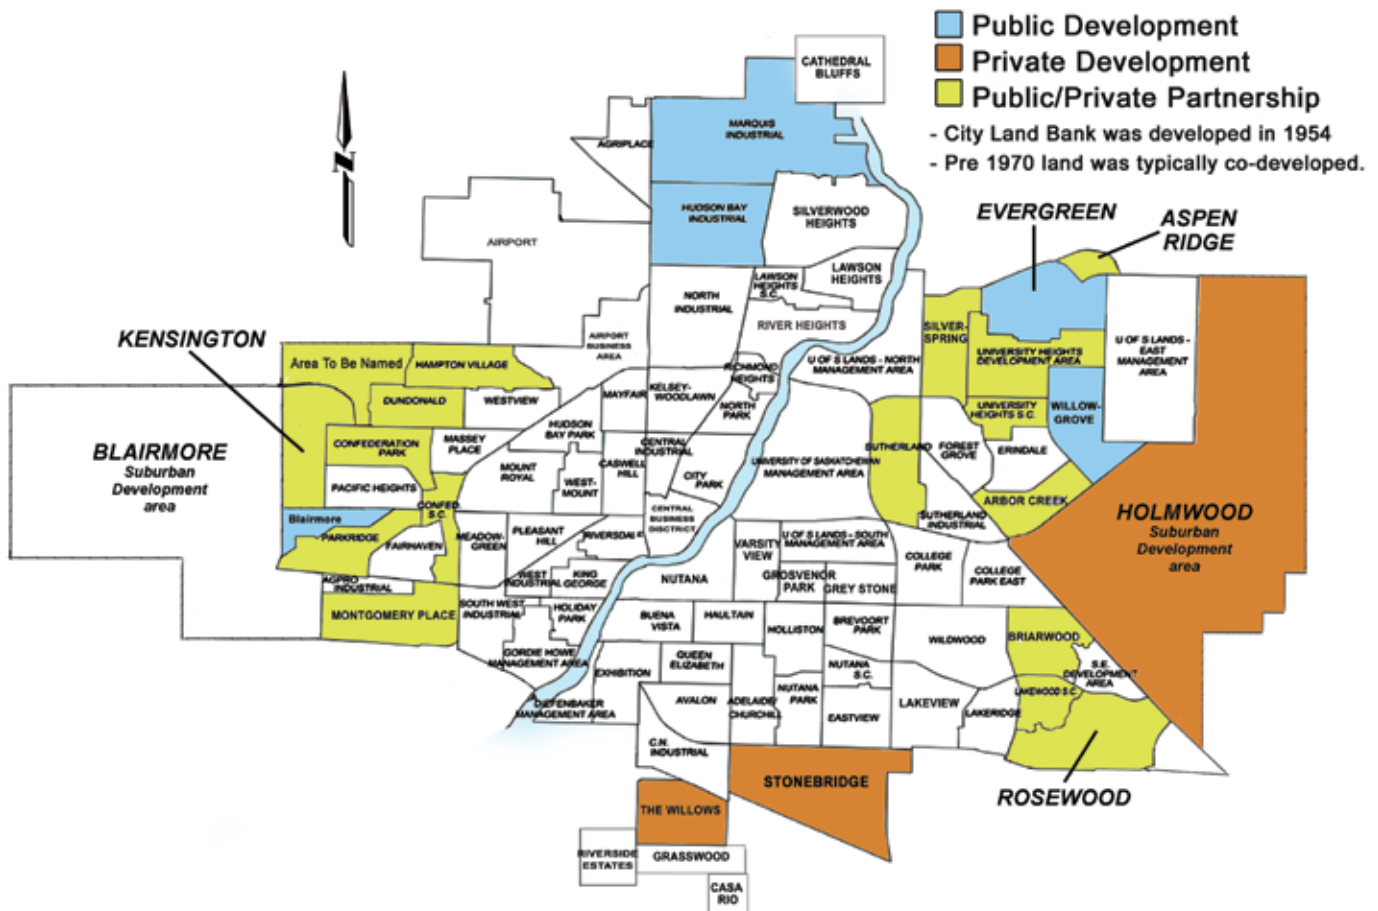 Public Development
Private Development
Public/Private Partnership
- City Land Bank was developed in 1954
- Pre 1970 land was typically co-developed.
CATHEDRAL
BLUFFS
N
MARQUIS
INDUSTRIAL
AGRIPLACE
HUDSON BAY
INDUSTRIAL
SILVERWOOD
HEIGHTS
EVERGREEN
ASPEN
RIDGE
AIRPORT
LAWSON
HEIGHTS
LAWSON
HEIGHTS
S.C.
NORTH
INDUSTRIAL
RIVER HEIGHTS
KENSINGTON
AIRPORT
BUSINESS
AREA
SILVER-
SPRING
UNIVERSITY HEIGHTS
DEVELOPMENT AREA
U OF S LANDS -
EAST
MANAGEMENT
AREA
Area To Be Named
HAMPTON VILLAGE
U OF S LANDS - NORTH
MANAGEMENT AREA
RICHMOND
HEIGHTS
DUNDONALD
WESTVIEW
MAYFAIR
KELSEY-
WOODLAWN
NORTH
PARK
UNIVERSITY
HEIGHTS S.C.
WILLOW-
GROVE
HUDSON
BAY PARK
BLAIRMORE
Suburban
Development
area
CONFEDERATION
PARK
MASSEY
PLACE
CENTRAL
INDUSTRIAL
SUTHERLAND
FOREST
GROVE
ERINDALE
MOUNT
ROYAL
CASWELL
HILL
UNIVERSITY OF SASKATCHEWAN
MANAGEMENT AREA
PACIFIC HEIGHTS
WEST-
MOUNT
CITY
PARK
ARBOR CREEK
CONFED
S.C.
CENTRAL
BUSINESS
DISCTRICT
SUTHERLAND
INDUSTRIAL
HOLMWOOD
Suburban
Development
area
Blairmore
PARKRIDGE
FAIRHAVEN
MEADOW-
GREEN
PLEASANT
HILL
RIVERSDALE
VARSITY
VIEW
U OF S LANDS - SOUTH
MANAGEMENT AREA
COLLEGE
PARK
COLLEGE
PARK EAST
AGPRO
INDUSTRIAL
WEST
INDUSTRIAL
KING
GEORGE
NUTANA
GROSVENOR
PARK
GREY STONE
MONTGOMERY PLACE
SOUTH WEST
INDUSTRIAL
HOLIDAY
PARK
BUENA
VISTA
HAULTAIN
HOLLISTON
BREVOORT
PARK
WILDWOOD
BRIARWOOD
GORDIE HOWE
MANAGEMENT AREA
EXHIBITION
QUEEN
ELIZABETH
NUTANA
S.C.
S.E.
DEVELOPMENT
AREA
DIEFENBAKER
MANAGEMENT AREA
AVALON
ADELAIDE/
CHURCHILL
NUTANA
PARK
EASTVIEW
LAKEVIEW
LAKERIDGE
LAKEWOOD S.C.
C.N.
INDUSTRIAL
STONEBRIDGE
ROSEWOOD
THE WILLOWS
RIVERSIDE
ESTATES
GRASSWOOD
CASA
RIO